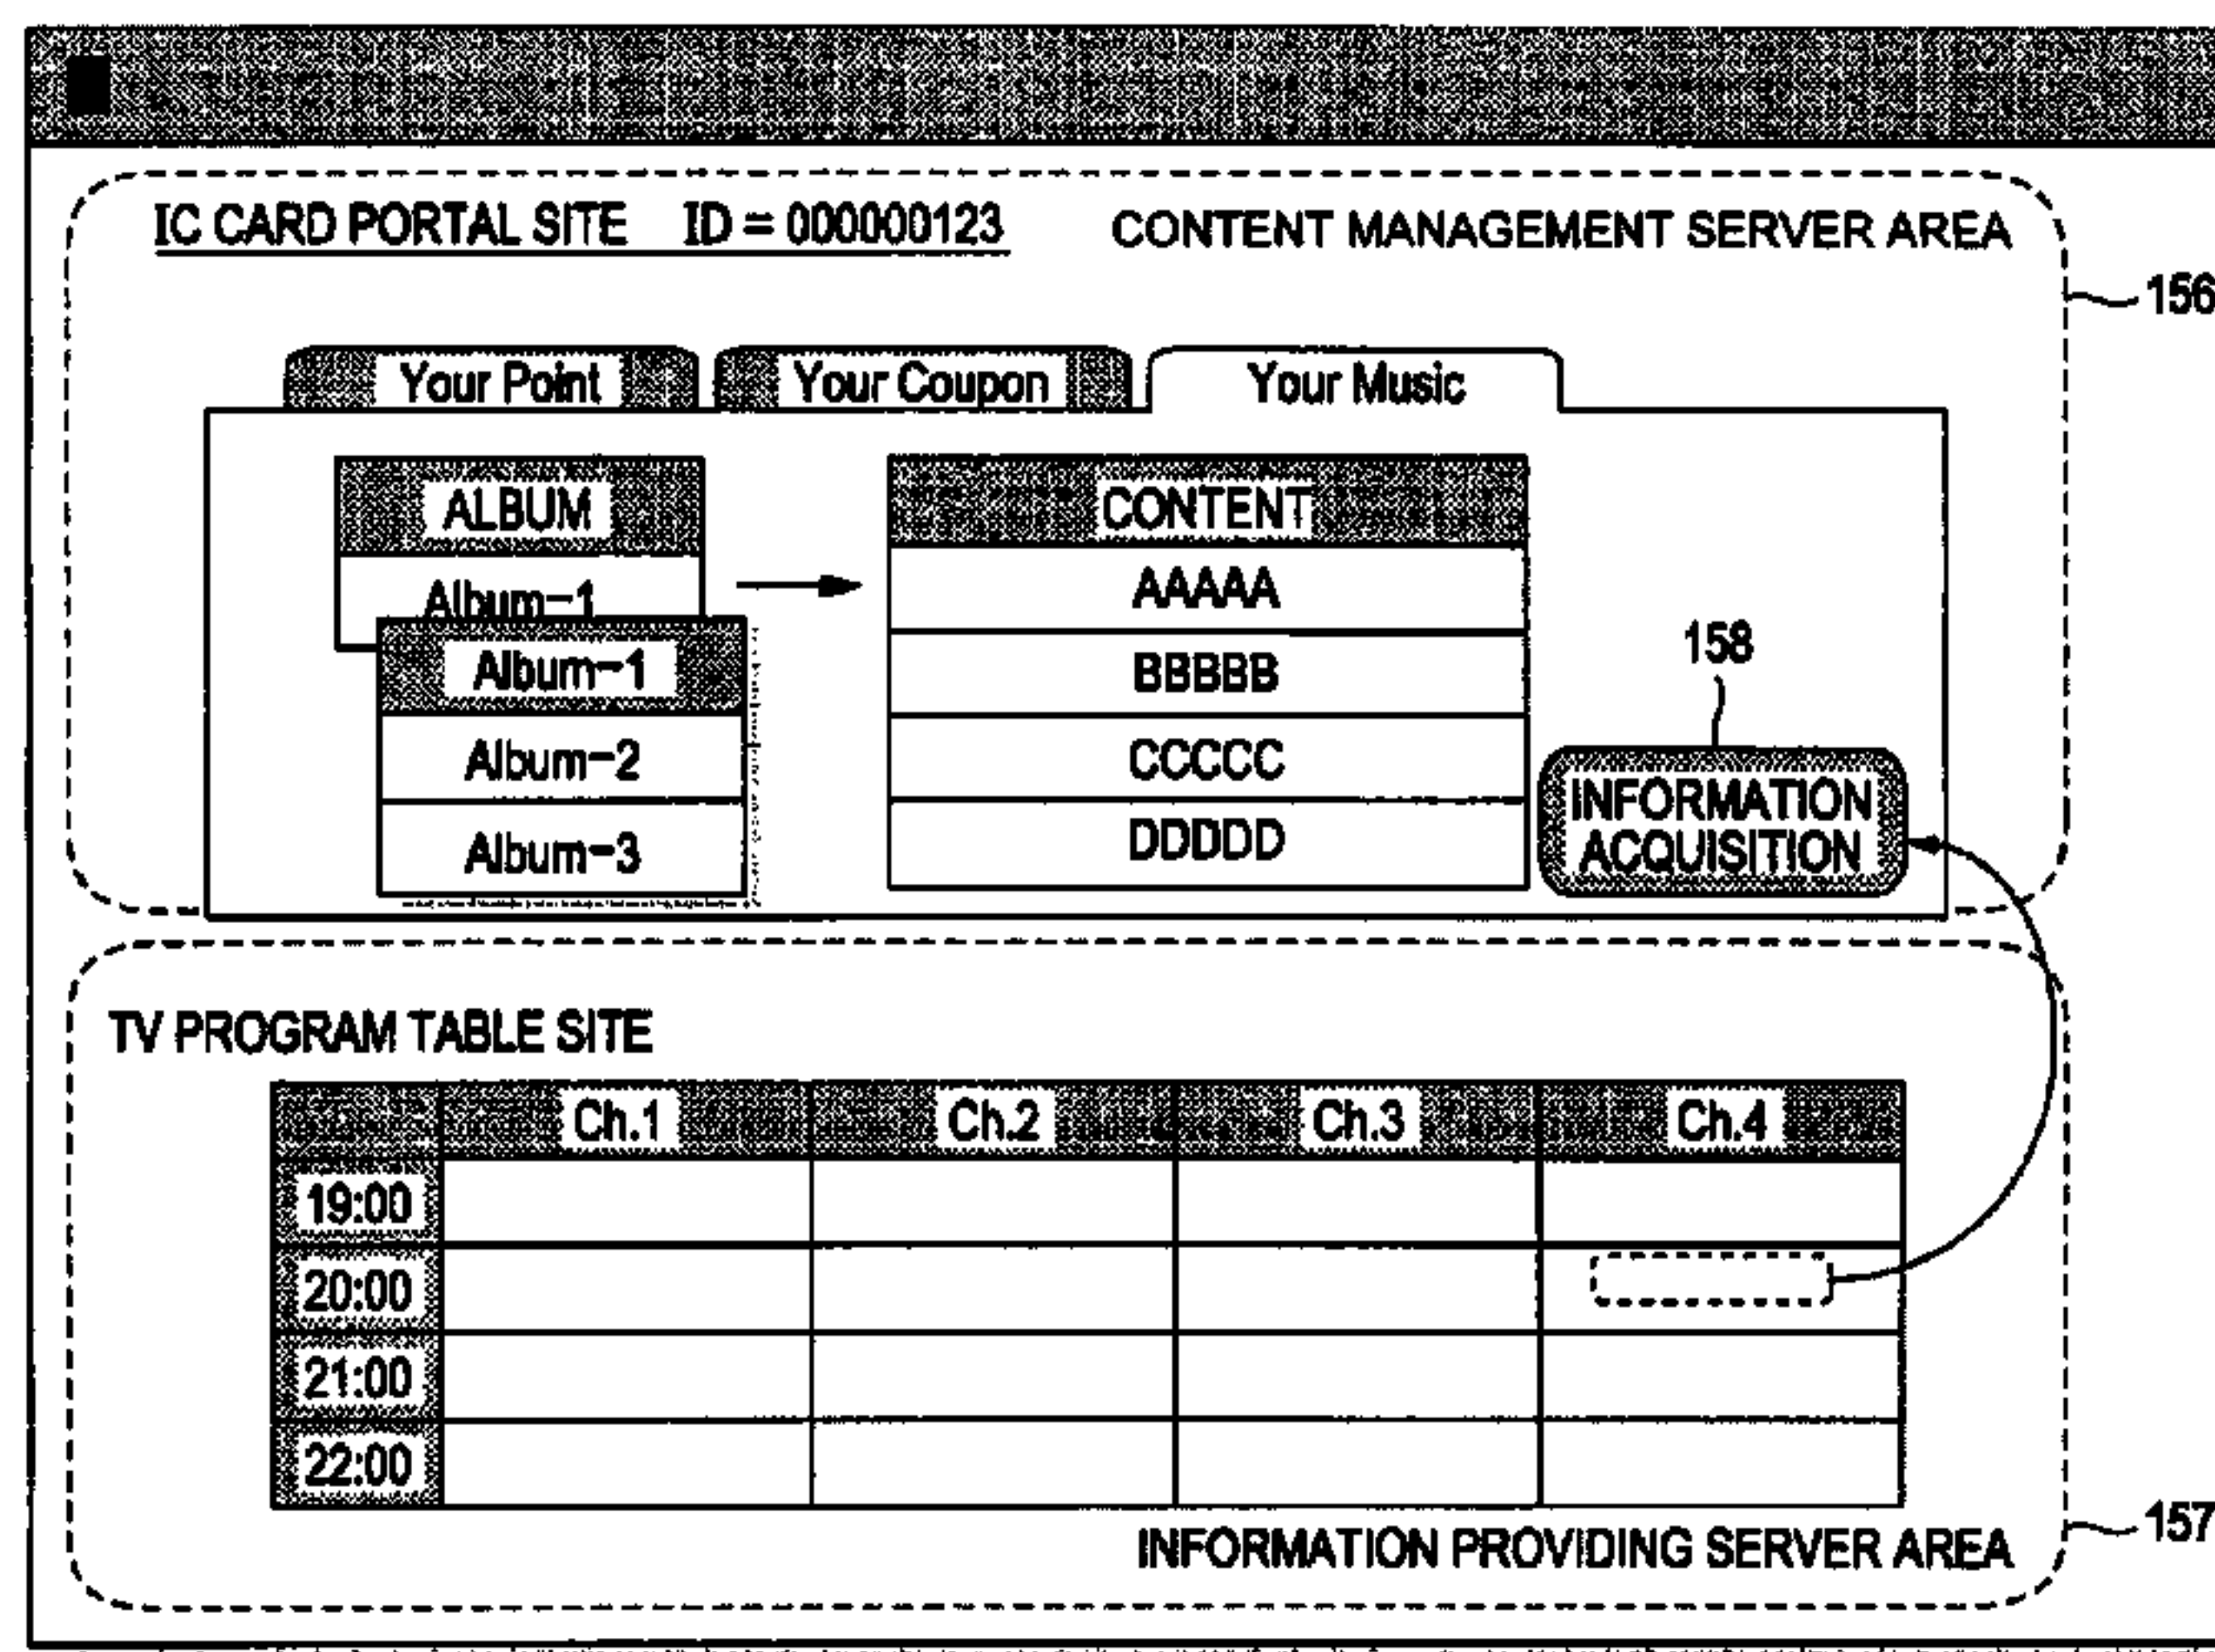 IC CARD PORTAL SITE ID = 000000123
CONTENT MANAGEMENT SERVER AREA
156
Your Point Your Coupon Your Music
ALBUM
Album-1
Album-1
Album-2
Album-3
CONTENT
AAAAA
BBBBB
CCCCC
DDDDD
158
INFORMATION
ACQUISITION
TV PROGRAM TABLE SITE
Ch.1 Ch.2 Ch.3 Ch.4
19:00
20:00
21:00
22:00
INFORMATION PROVIDING SERVER AREA
157